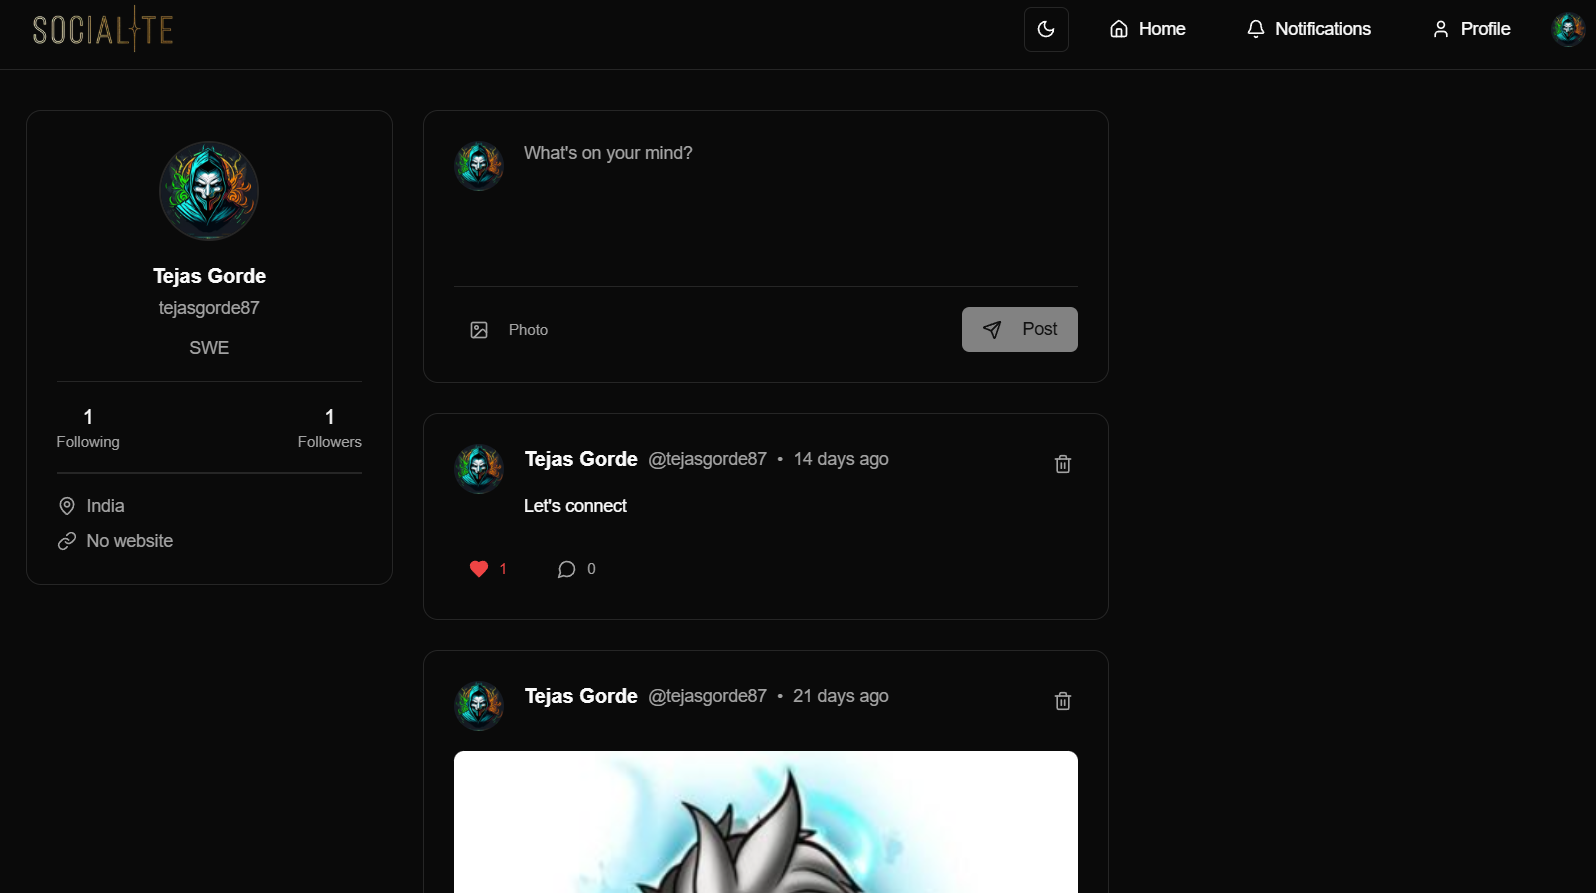 SOCIALITE
Home
Notifications
Profile
Tejas Gorde
tejasgorde87
SWE
1
Following
1
Followers
India
No website
What's on your mind?
Photo
Post
Tejas Gorde @tejasgorde87 • 14 days ago
Let's connect
1
0
Tejas Gorde @tejasgorde87 • 21 days ago